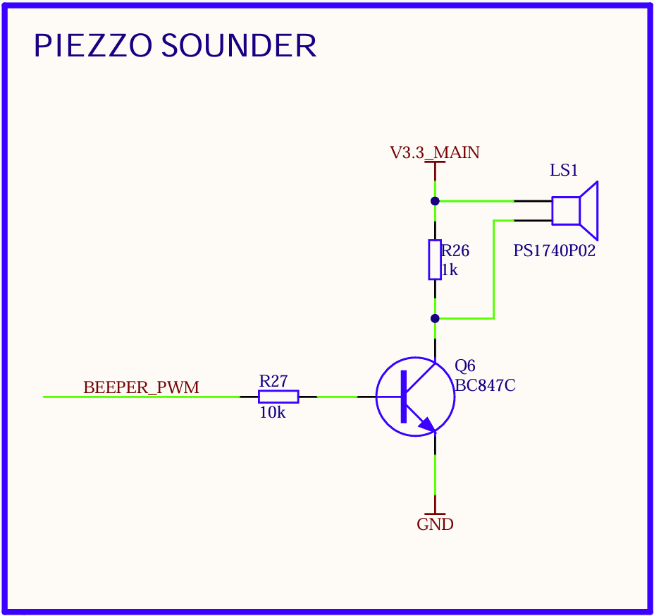 PIEZZO SOUNDER
V3.3_MAIN
LS1
R26
PS1740P02
1k
Q6
R27
BC847C
BEEPER_PWM
10k
GND